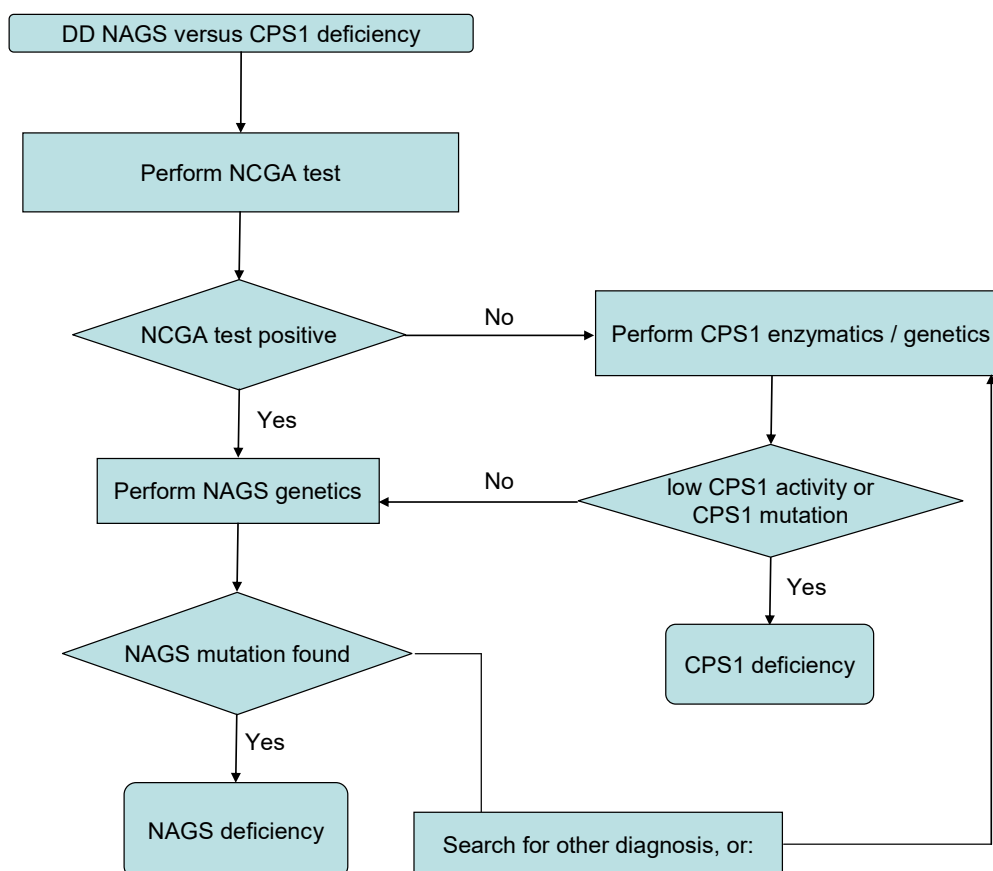 DD NAGS versus CPS1 deficiency
Perform NCGA test
NCGA test positive
No
Perform CPS1 enzymatics / genetics
Yes
Perform NAGS genetics
No
low CPS1 activity or
CPS1 mutation
Yes
NAGS mutation found
CPS1 deficiency
Yes
NAGS deficiency
Search for other diagnosis, or: